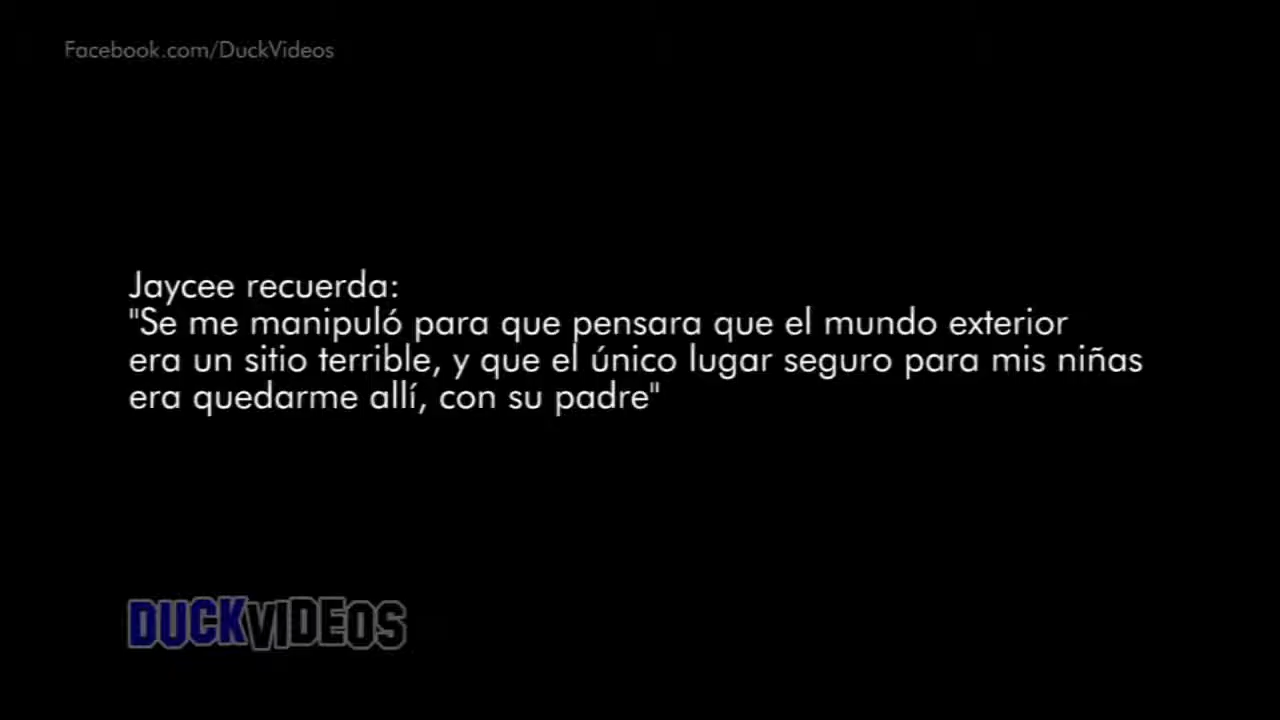 Facebook.com/DuckVideos
Jaycee recuerda:
"Se me manipuló para que pensara que el mundo exterior
era un sitio terrible, y que el único lugar seguro para mis niñas
era quedarme allí, con su padre"
DUCKVIDEOS